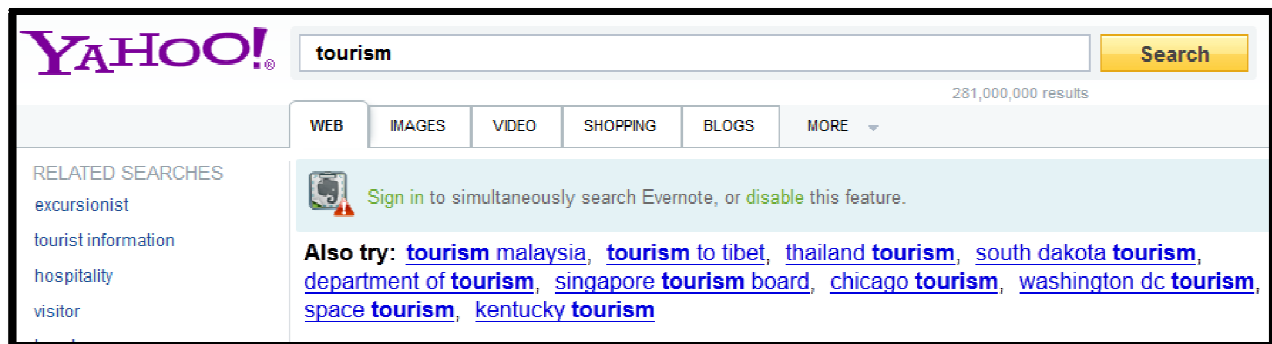 YAHOO!®
tourism
Search
281,000,000 results
WEB IMAGES VIDEO SHOPPING BLOGS MORE
RELATED SEARCHES
excursionist
tourist information
hospitality
visitor
Sign in to simultaneously search Evernote, or disable this feature.
Also try: tourism malaysia, tourism to tibet, thailand tourism, south dakota tourism,
department of tourism, singapore tourism board, chicago tourism, washington dc tourism,
space tourism, kentucky tourism